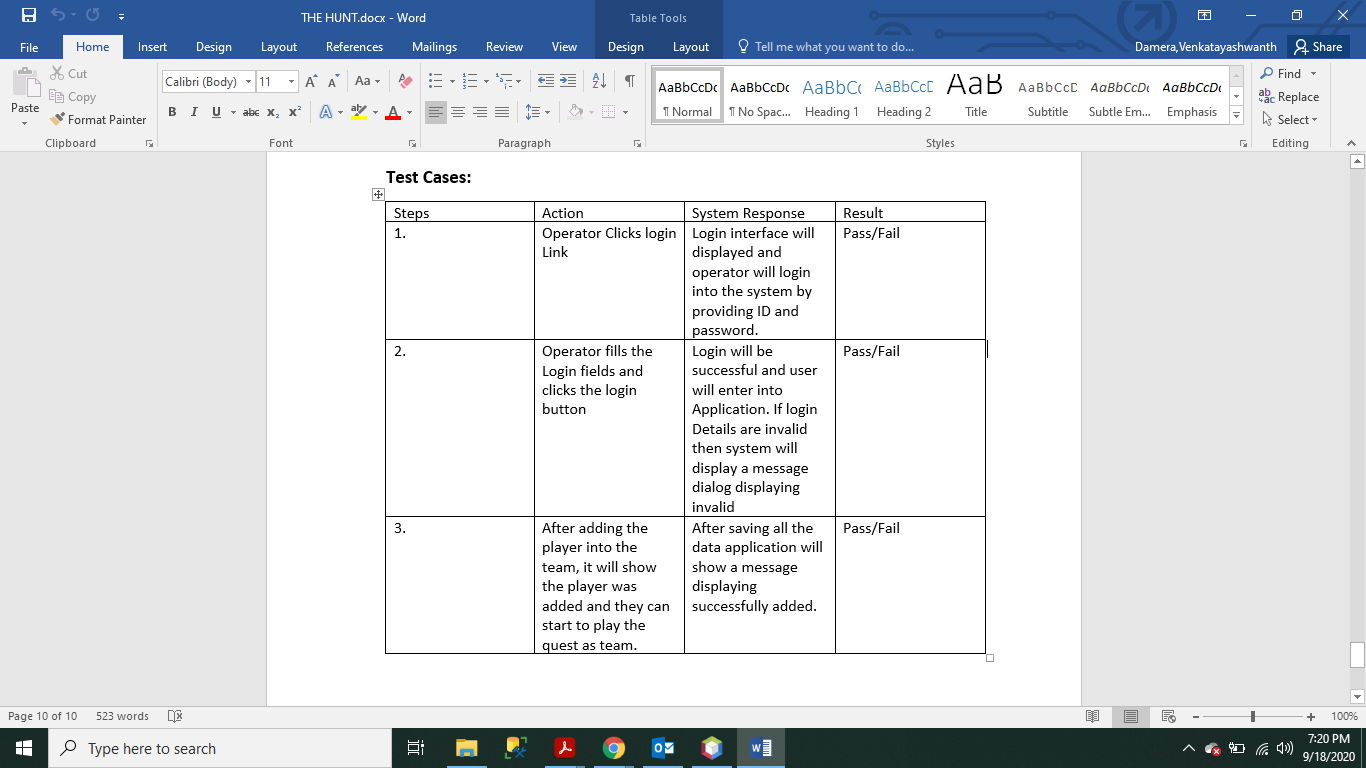 THE HUNT.docx - Word
Table Tools
File Home Insert Design Layout References Mailings Review View Design Layout Tell me what you want to do... Damera,Venkatayashwanth Share
Paste
Cut
Copy
Format Painter
Clipboard
Calibri (Body) 11 A A Aa A
B I U abc x₂ x² A ab A
Font
Paragraph
AaBbCcDc AaBbCcDc AaBbCc AaBbCcD AaB AaBbCcD AaBbCcDc AaBbCcDc
¶ Normal ¶ No Spac... Heading 1 Heading 2 Title Subtitle Subtle Em... Emphasis
Styles
Find
Replace
Select
Editing
Test Cases:
Steps Action System Response Result
1.
Operator Clicks login
Link
Login interface will
displayed and
operator will login
into the system by
providing ID and
password.
Pass/Fail
2.
Operator fills the
Login fields and
clicks the login
button
Login will be
successful and user
will enter into
Application. If login
Details are invalid
then system will
display a message
dialog displaying
invalid
Pass/Fail
3.
After adding the
player into the
team, it will show
the player was
added and they can
start to play the
quest as team.
After saving all the
data application will
show a message
displaying
successfully added.
Pass/Fail
Page 10 of 10 523 words 100%
Type here to search
7:20 PM
9/18/2020